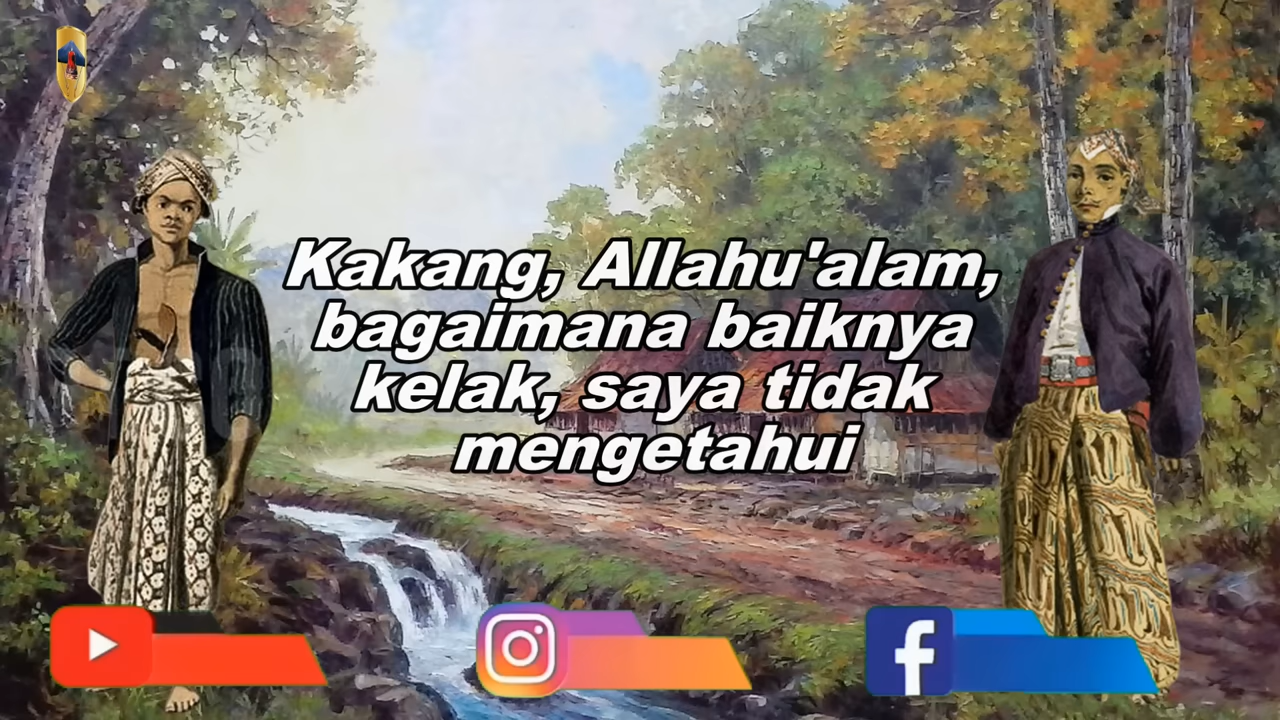 Kakang, Allahu'alam,
bagaimana baiknya
kelak, saya tidak
mengetahui